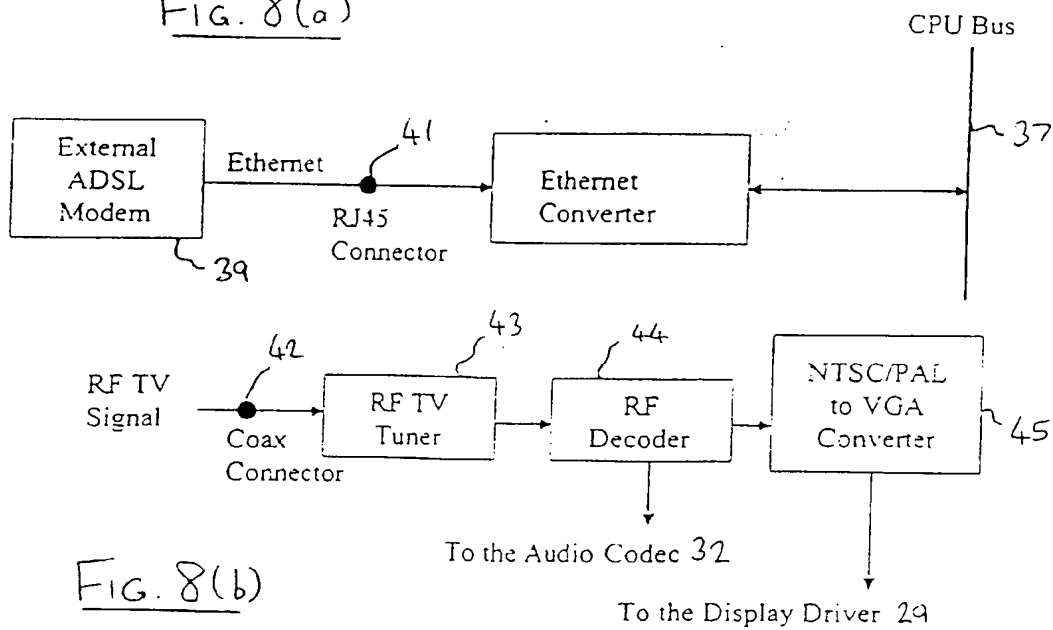 FIG. 8(a)
CPU Bus
37
External
ADSL
Modem
39
Ethernet
41
RJ45
Connector
Ethernet
Converter
RF TV
Signal
42
Coax
Connector
43
RF TV
Tuner
44
RF
Decoder
NTSC/PAL
to VGA
Converter
45
To the Audio Codec 32
To the Display Driver 29
FIG. 8(b)